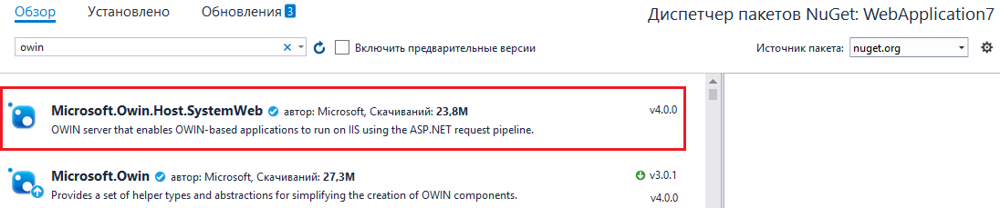 Обзор Установлено Обновления 3
Диспетчер пакетов NuGet: WebApplication7
owin Включить предварительные версии Источник пакета: nuget.org
Microsoft.Owin.Host.SystemWeb автор: Microsoft, Скачиваний: 23,8M v4.0.0
OWIN server that enables OWIN-based applications to run on IIS using the ASP.NET request pipeline.
Microsoft.Owin автор: Microsoft, Скачиваний: 27,3M v3.0.1
Provides a set of helper types and abstractions for simplifying the creation of OWIN components. v4.0.0